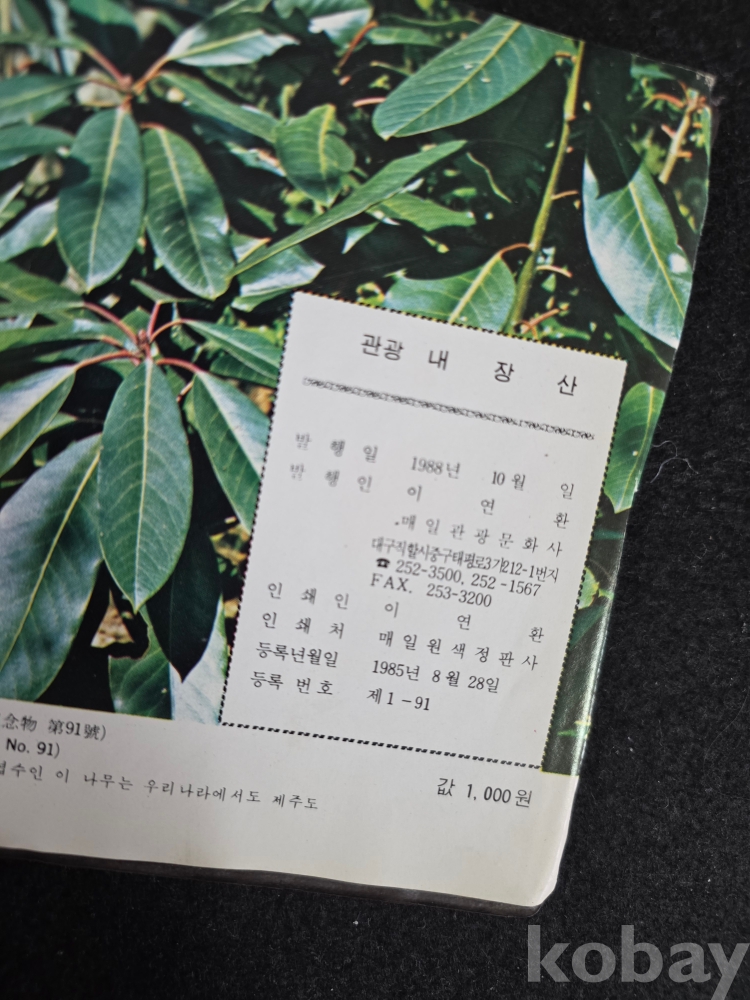 관광 내 장 산
발 행 일 1988년 10월 일
발 행 인 이 연 환
매일관광문화사
대구직할시중구태평로3가212-1번지
☎ 252-3500, 252-1567
FAX. 253-3200
인 쇄 인 이 연 환
인 쇄 처 매일원색정판사
등록년월일 1985년 8월 28일
등록 번호 제1-91
念物 第91號)
No. 91)
수인 이 나무는 우리나라에서도 제주도
값 1,000원
kobay